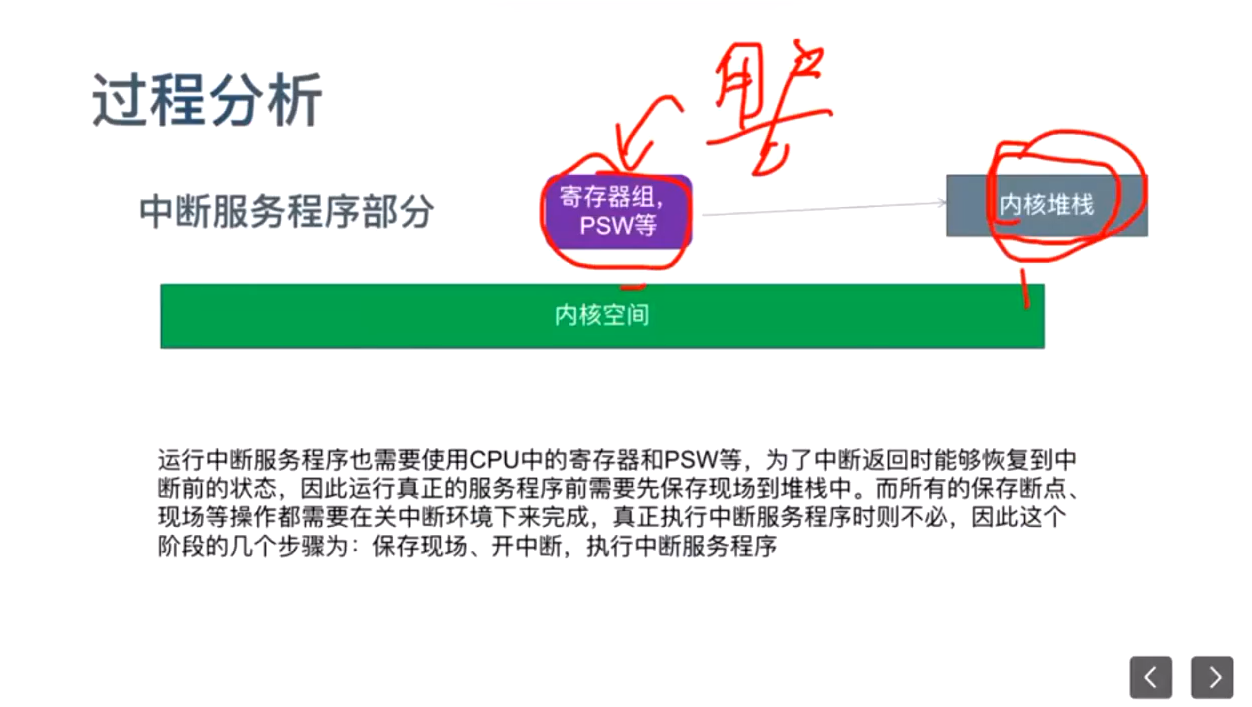 过程分析
用户
中断服务程序部分
寄存器组，
PSW等
内核堆栈
内核空间
运行中断服务程序也需要使用CPU中的寄存器和PSW等，为了中断返回时能够恢复到中
断前的状态，因此运行真正的服务程序前需要先保存现场到堆栈中。而所有的保存断点、
现场等操作都需要在关中断环境下来完成，真正执行中断服务程序时则不必，因此这个
阶段的几个步骤为：保存现场、开中断，执行中断服务程序